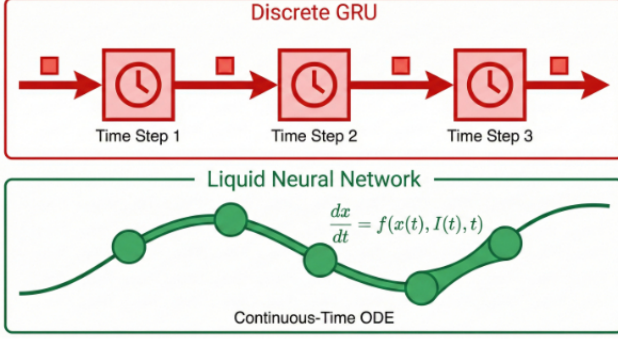 Discrete GRU
Time Step 1
Time Step 2
Time Step 3
Liquid Neural Network
dx/dt = f(x(t), I(t), t)
Continuous-Time ODE